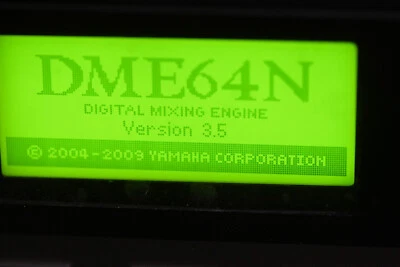 DME64N
DIGITAL MIXING ENGINE
Version 3.5
© 2004-2009 YAMAHA CORPORATION